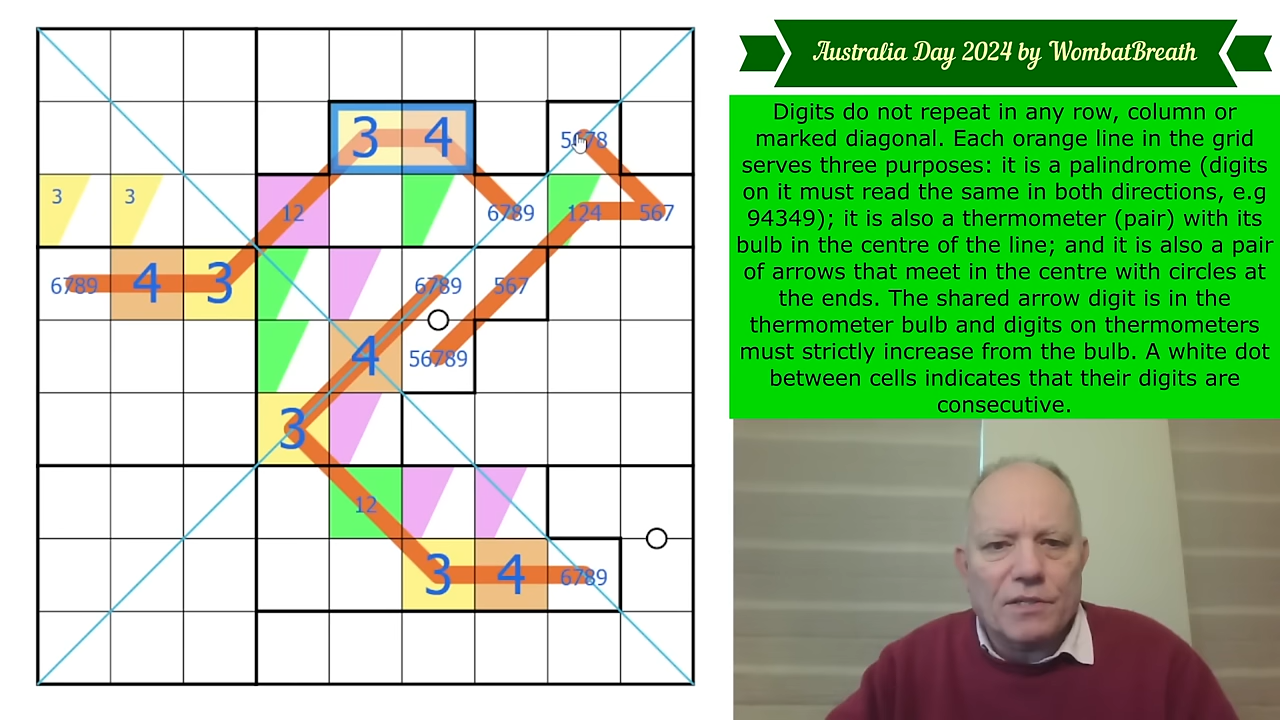 Australia Day 2024 by WombatBreath
Digits do not repeat in any row, column or
marked diagonal. Each orange line in the grid
serves three purposes: it is a palindrome (digits
on it must read the same in both directions, e.g
94349); it is also a thermometer (pair) with its
bulb in the centre of the line; and it is also a pair
of arrows that meet in the centre with circles at
the ends. The shared arrow digit is in the
thermometer bulb and digits on thermometers
must strictly increase from the bulb. A white dot
between cells indicates that their digits are
consecutive.
3 4
3 3 12 6789 124 567
6789 4 3 6789 567
4 56789
3
12
3 4 6789